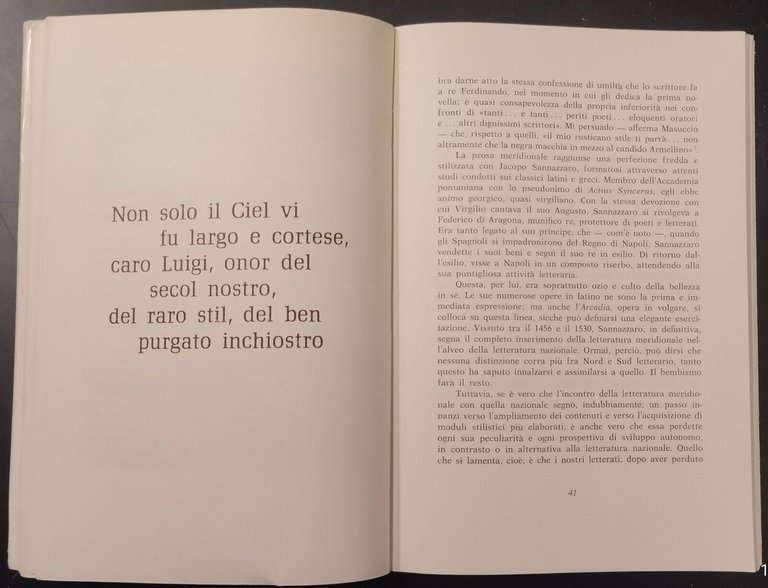 Non solo il Ciel vi
fu largo e cortese,
caro Luigi, onor del
secol nostro,
del raro stil, del ben
purgato inchiostro
bra darne atto la stessa confessione di umiltà che lo scrittore fa
a re Ferdinando, nel momento in cui gli dedica la prima no-
vella; è quasi consapevolezza della propria inferiorità nei con-
fronti di «tanti... e tanti... periti poeti... eloquenti oratori
e... altri dignissimi scrittori». Mi persuado — afferma Masuccio
— che, rispetto a quelli, «il mio rusticano stile ti parrà... non
altramente che la negra macchia in mezzo al candido Armellino»⁷.
La prosa meridionale raggiunse una perfezione fredda e
stilizzata con Jacopo Sannazzaro, formatosi attraverso attenti
studi condotti sui classici latini e greci. Membro dell'Accademia
pontaniana con lo pseudonimo di Actius Syncerus, egli ebbe
animo georgico, quasi virgiliano. Con la stessa devozione con
cui Virgilio cantava il suo Augusto, Sannazzaro si rivolgeva a
Federico di Aragona, munifico re, protettore di poeti e letterati.
Era tanto legato al suo principe, che — com'è noto —, quando
gli Spagnoli si impadronirono del Regno di Napoli, Sannazzaro
vendette i suoi beni e seguì il suo re in esilio. Di ritorno dal-
l'esilio, visse a Napoli in un composto riserbo, attendendo alla
sua puntigliosa attività letteraria.
Questa, per lui, era soprattutto ozio e culto della bellezza
in sè. Le sue numerose opere in latino ne sono la prima e im-
mediata espressione; ma anche l'Arcadia, opera in volgare, si
colloca su questa linea, sicchè può definirsi una elegante eserci-
tazione. Vissuto tra il 1456 e il 1530, Sannazzaro, in definitiva,
segna il completo inserimento della letteratura meridionale nel-
l'alveo della letteratura nazionale. Ormai, perciò, può dirsi che
nessuna distinzione corra più fra Nord e Sud letterario, tanto
questo ha saputo innalzarsi e assimilarsi a quello. Il bembismo
farà il resto.
Tuttavia, se è vero che l'incontro della letteratura meridio-
nale con quella nazionale segnò, indubbiamente, un passo in-
nanzi verso l'ampliamento dei contenuti e verso l'acquisizione di
moduli stilistici più elaborati, è anche vero che essa perdette
ogni sua peculiarità e ogni prospettiva di sviluppo autonomo,
in contrasto o in alternativa alla letteratura nazionale. Quello
che si lamenta, cioè, è che i nostri letterati, dopo aver perduto
41
1